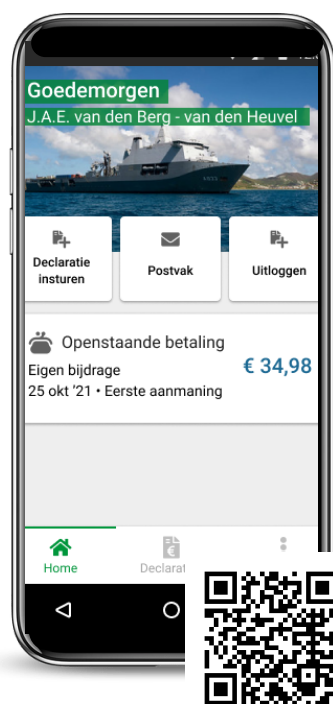 Goedemorgen
J.A.E. van den Berg - van den Heuvel
Declaratie
insturen
Postvak
Uitloggen
Openstaande betaling
Eigen bijdrage
€ 34,98
25 okt '21 • Eerste aanmaning
Home